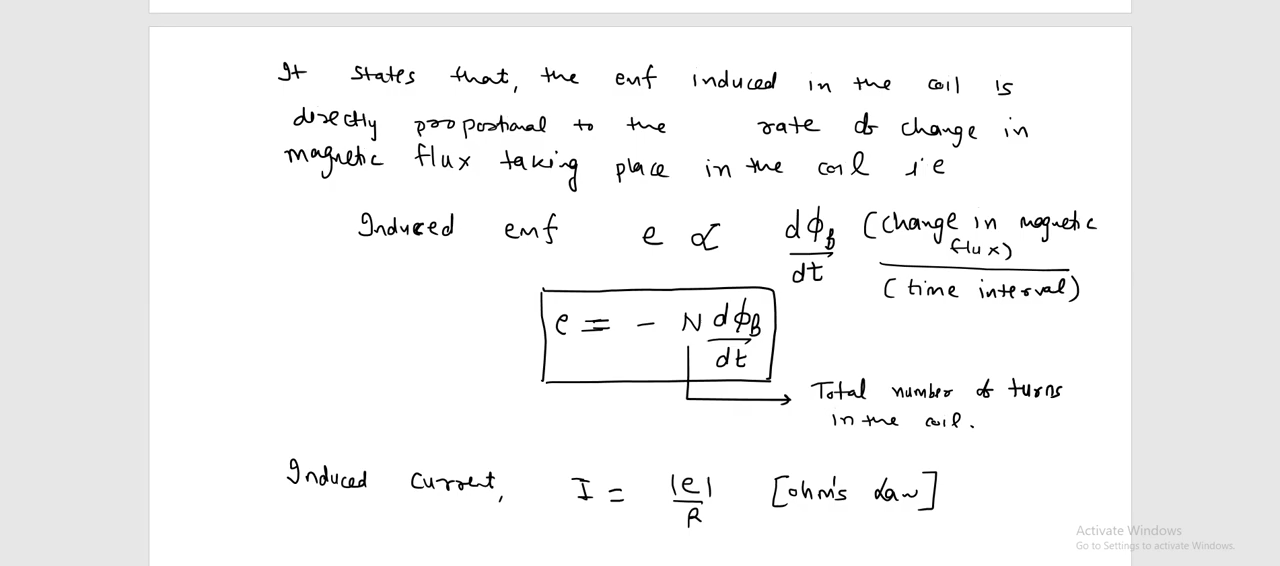 It states that, the emf induced in the coil is
directly proportional to the rate of change in
magnetic flux taking place in the coil i.e
Induced emf e ∝ dϕ_B/dt (change in magnetic flux)/(time interval)
e = - N dϕ_B/dt
Total number of turns
in the coil.
Induced current, I = |e|/R [ohm's Law]
Activate Windows
Go to Settings to activate Windows.